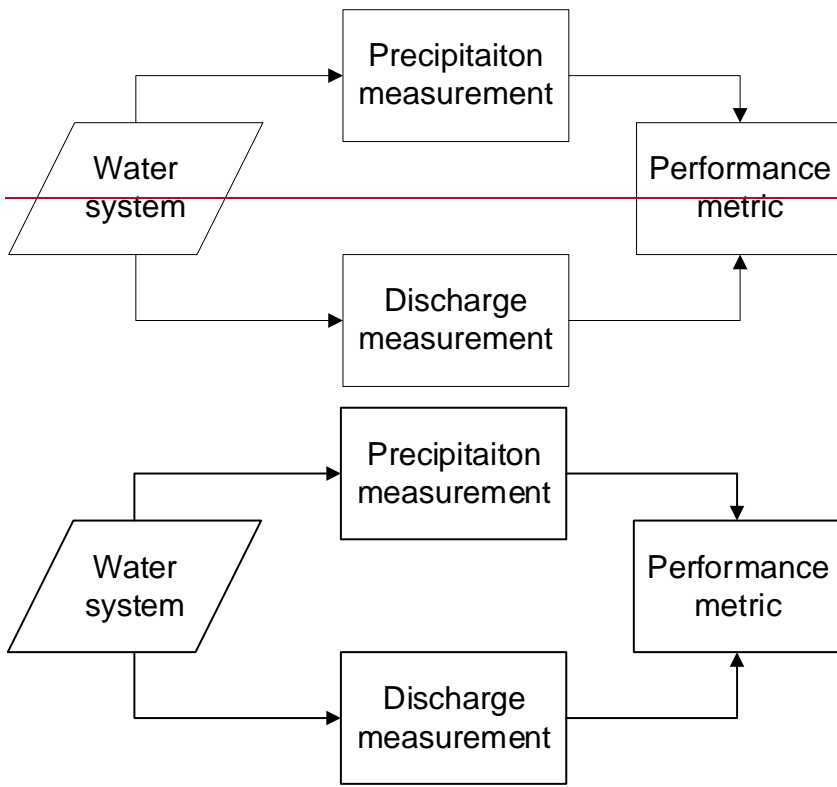 Precipitaiton
measurement
Water
system
Performance
metric
Discharge
measurement
Precipitaiton
measurement
Water
system
Performance
metric
Discharge
measurement